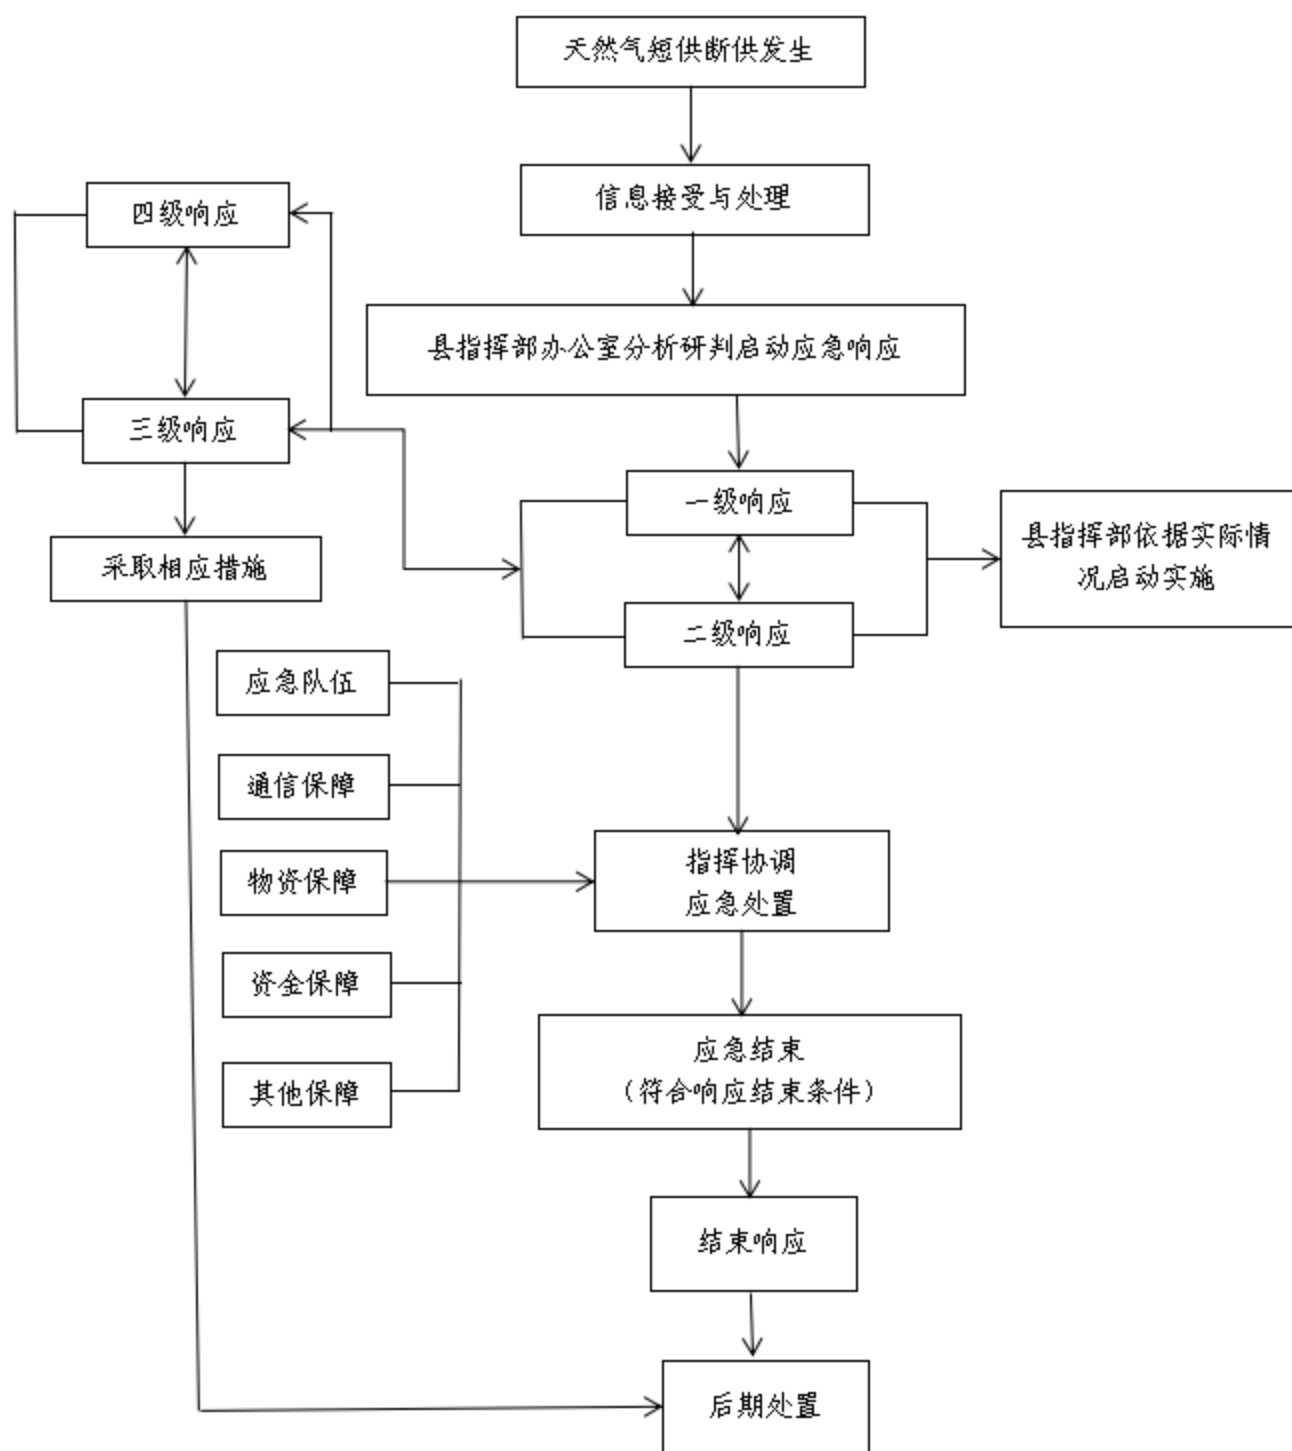 天然气短供断供发生
信息接受与处理
四级响应
县指挥部办公室分析研判启动应急响应
三级响应
一级响应
县指挥部依据实际情
况启动实施
采取相应措施
二级响应
应急队伍
通信保障
物资保障
指挥协调
应急处置
资金保障
应急结束
（符合响应结束条件）
其他保障
结束响应
后期处置